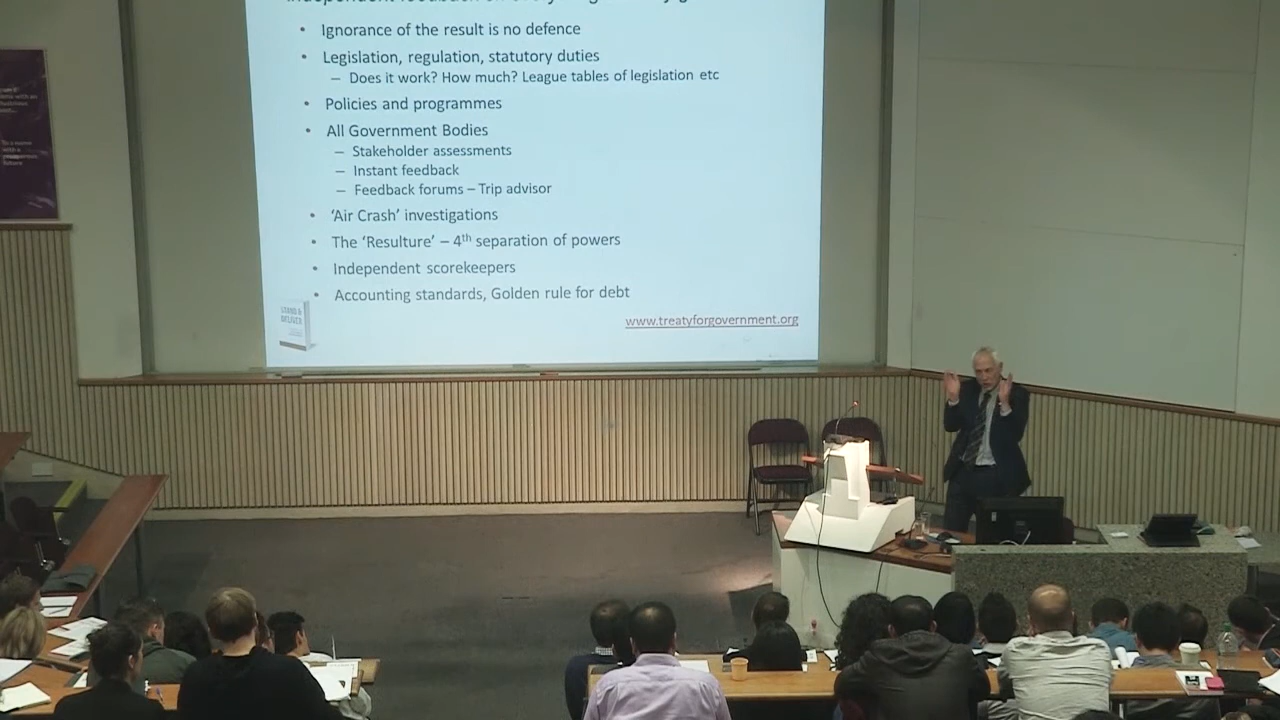 Ignorance of the result is no defence
Legislation, regulation, statutory duties
– Does it work? How much? League tables of legislation etc
Policies and programmes
All Government Bodies
– Stakeholder assessments
– Instant feedback
– Feedback forums – Trip advisor
'Air Crash' investigations
The 'Resulture' – 4th separation of powers
Independent scorekeepers
Accounting standards, Golden rule for debt
www.treatyforgovernment.org